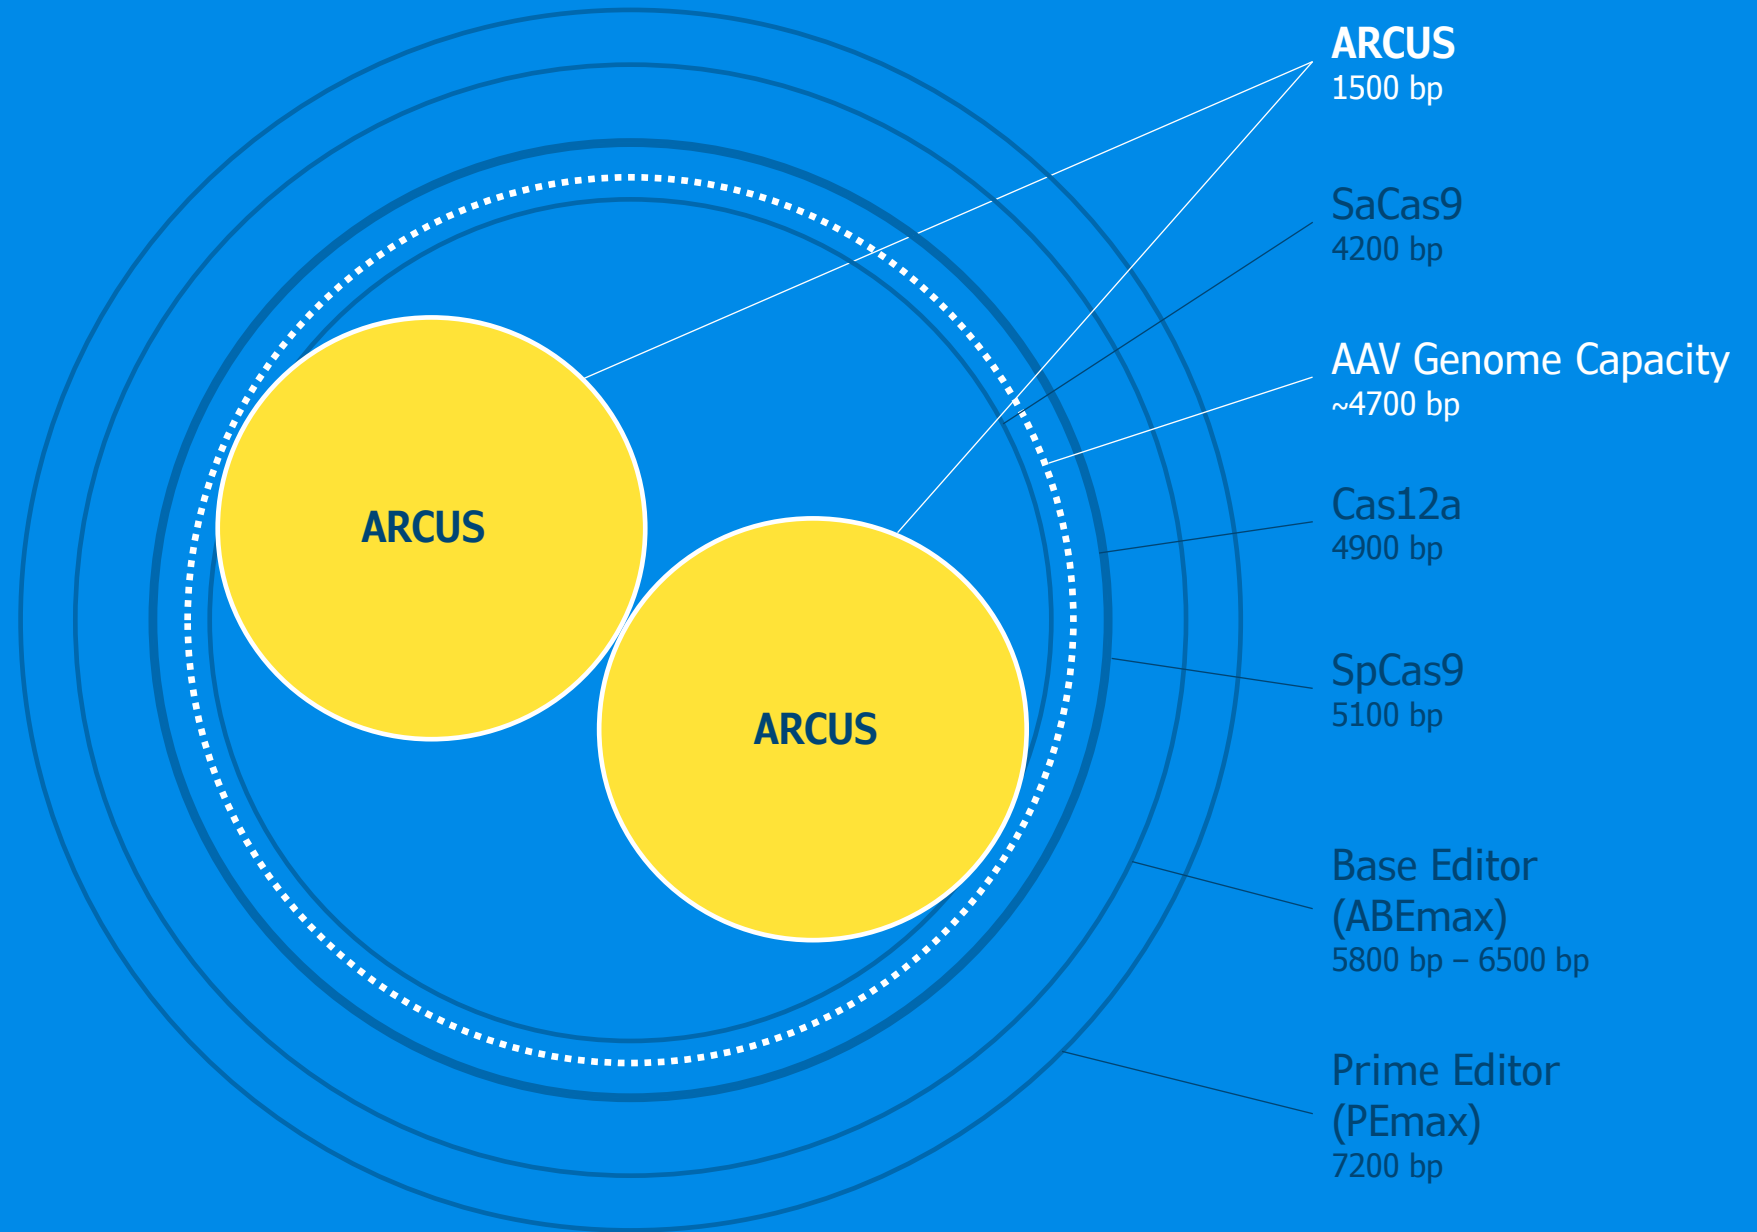 ARCUS
1500 bp
SaCas9
4200 bp
AAV Genome Capacity
~4700 bp
Cas12a
4900 bp
SpCas9
5100 bp
Base Editor
(ABEmax)
5800 bp – 6500 bp
Prime Editor
(PEmax)
7200 bp
ARCUS
ARCUS